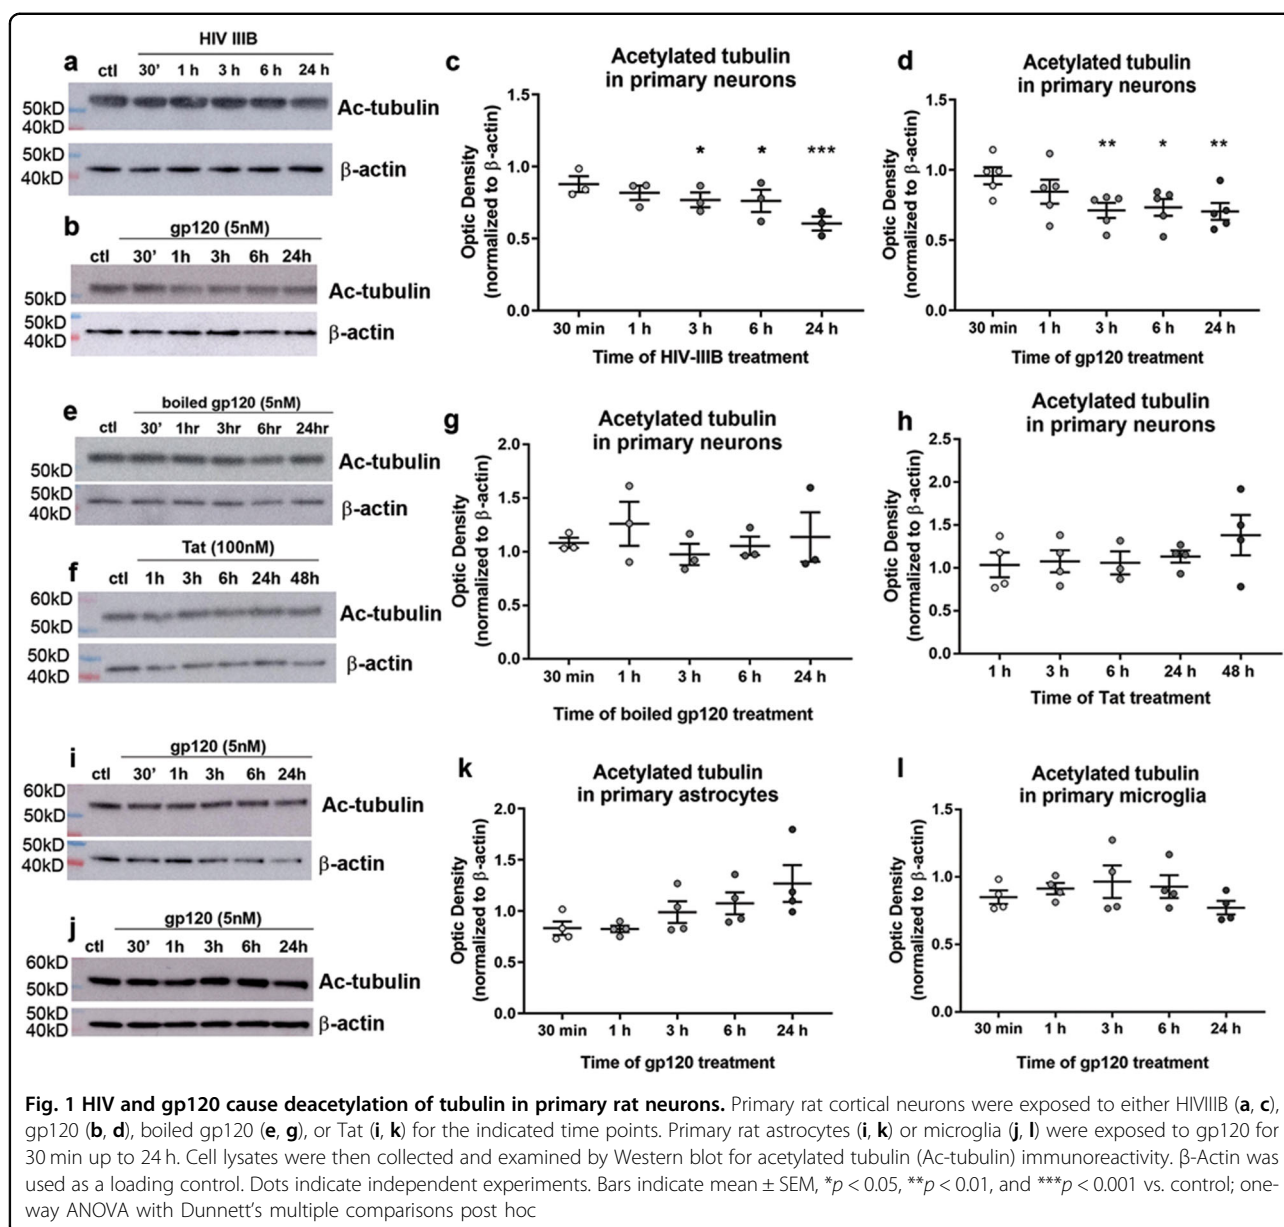 a
HIV IIIB
ctl 30' 1 h 3 h 6 h 24 h
50kD
40kD
Ac-tubulin
50kD
40kD
β-actin
b
gp120 (5nM)
ctl 30' 1h 3h 6h 24h
50kD
Ac-tubulin
50kD
40kD
β-actin
c
Acetylated tubulin
in primary neurons
Optic Density
(normalized to β-actin)
1.5
1.0
0.5
0.0
* * ***
30 min 1 h 3 h 6 h 24 h
Time of HIV-IIIB treatment
d
Acetylated tubulin
in primary neurons
Optic Density
(normalized to β-actin)
1.5
1.0
0.5
0.0
** * **
30 min 1 h 3 h 6 h 24 h
Time of gp120 treatment
e
boiled gp120 (5nM)
ctl 30' 1hr 3hr 6hr 24hr
50kD
Ac-tubulin
50kD
40kD
β-actin
f
Tat (100nM)
ctl 1h 3h 6h 24h 48h
60kD
50kD
Ac-tubulin
50kD
40kD
β-actin
g
Acetylated tubulin
in primary neurons
Optic Density
(normalized to β-actin)
2.0
1.5
1.0
0.5
0.0
30 min 1 h 3 h 6 h 24 h
Time of boiled gp120 treatment
h
Acetylated tubulin
in primary neurons
Optic Density
(normalized to β-actin)
2.5
2.0
1.5
1.0
0.5
0.0
1 h 3 h 6 h 24 h 48 h
Time of Tat treatment
i
gp120 (5nM)
ctl 30' 1h 3h 6h 24h
60kD
50kD
Ac-tubulin
50kD
40kD
β-actin
j
gp120 (5nM)
ctl 30' 1h 3h 6h 24h
60kD
50kD
Ac-tubulin
50kD
40kD
β-actin
k
Acetylated tubulin
in primary astrocytes
Optic Density
(normalized to β-actin)
2.0
1.5
1.0
0.5
0.0
30 min 1 h 3 h 6 h 24 h
Time of gp120 treatment
l
Acetylated tubulin
in primary microglia
Optic Density
(normalized to β-actin)
1.5
1.0
0.5
0.0
30 min 1 h 3 h 6 h 24 h
Time of gp120 treatment
Fig. 1 HIV and gp120 cause deacetylation of tubulin in primary rat neurons. Primary rat cortical neurons were exposed to either HIVIIIB (a, c),
gp120 (b, d), boiled gp120 (e, g), or Tat (i, k) for the indicated time points. Primary rat astrocytes (i, k) or microglia (j, l) were exposed to gp120 for
30 min up to 24 h. Cell lysates were then collected and examined by Western blot for acetylated tubulin (Ac-tubulin) immunoreactivity. β-Actin was
used as a loading control. Dots indicate independent experiments. Bars indicate mean ± SEM, *p < 0.05, **p < 0.01, and ***p < 0.001 vs. control; one-
way ANOVA with Dunnett's multiple comparisons post hoc